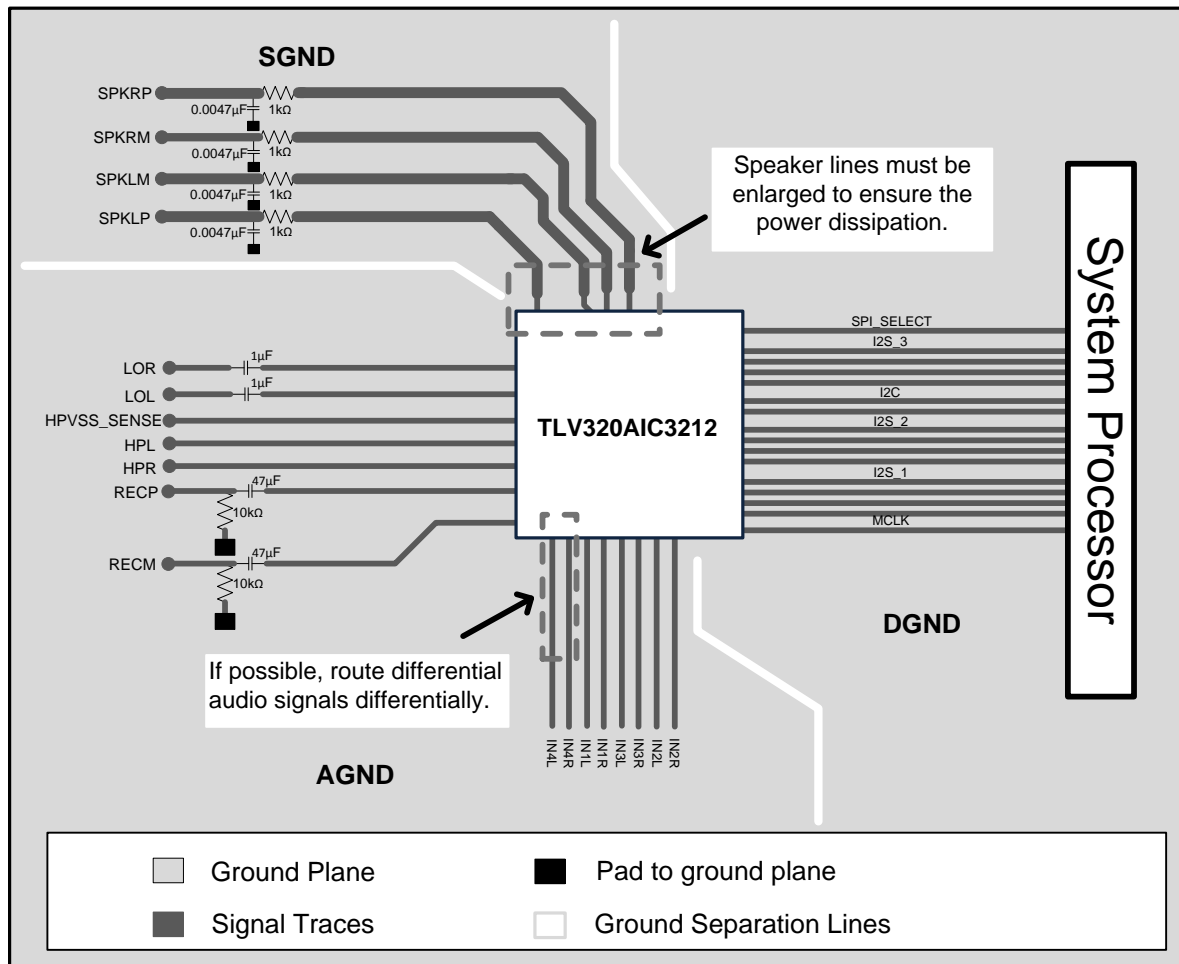 SGND
SPKRP
0.0047µF
1kΩ
SPKRM
0.0047µF
1kΩ
SPKLM
0.0047µF
1kΩ
SPKLP
0.0047µF
1kΩ
Speaker lines must be
enlarged to ensure the
power dissipation.
System Processor
SPI_SELECT
I2S_3
I2C
I2S_2
I2S_1
MCLK
LOR
1µF
LOL
1µF
HPVSS_SENSE
HPL
HPR
RECP
47µF
10kΩ
RECM
47µF
10kΩ
TLV320AIC3212
DGND
If possible, route differential
audio signals differentially.
IN4L
IN4R
IN1L
IN1R
IN3L
IN3R
IN2L
IN2R
AGND
Ground Plane
Pad to ground plane
Signal Traces
Ground Separation Lines